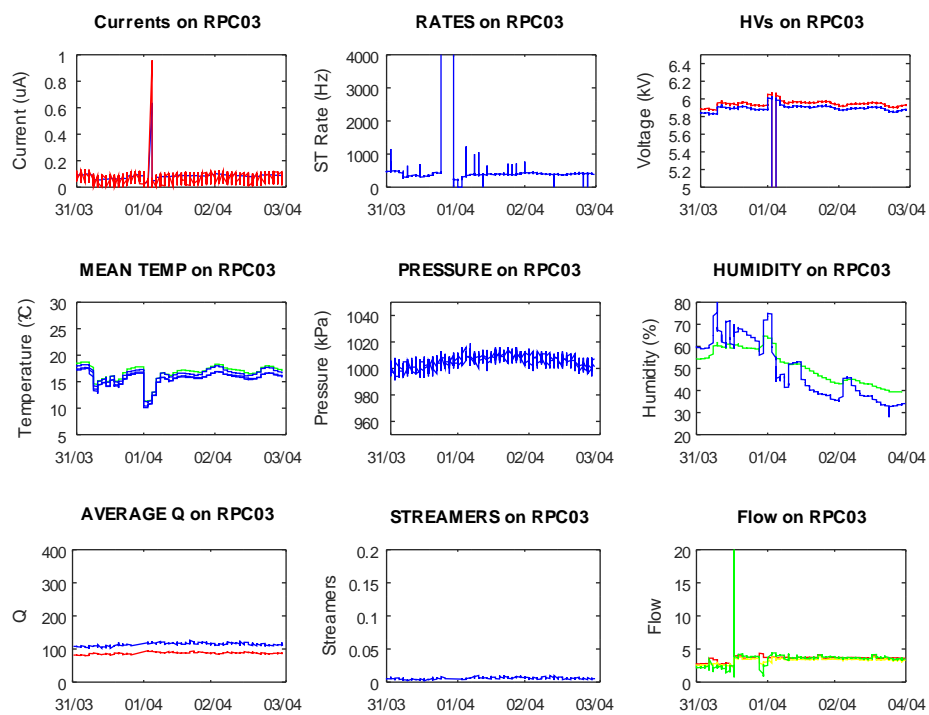 Currents on RPC03
RATES on RPC03
HVs on RPC03
Current (uA)
1
0.8
0.6
0.4
0.2
0
31/03 01/04 02/04 03/04
ST Rate (Hz)
4000
3000
2000
1000
0
31/03 01/04 02/04 03/04
Voltage (kV)
6.4
6.2
6
5.8
5.6
5.4
5.2
5
31/03 01/04 02/04 03/04
MEAN TEMP on RPC03
PRESSURE on RPC03
HUMIDITY on RPC03
Temperature (?C)
30
25
20
15
10
5
31/03 01/04 02/04 03/04
Pressure (kPa)
1040
1020
1000
980
960
31/03 01/04 02/04 03/04
Humidity (%)
80
70
60
50
40
30
20
31/03 01/04 02/04 04/04
AVERAGE Q on RPC03
STREAMERS on RPC03
Flow on RPC03
Q
400
300
200
100
0
31/03 01/04 02/04 03/04
Streamers
0.2
0.15
0.1
0.05
0
31/03 01/04 02/04 03/04
Flow
20
15
10
5
0
31/03 01/04 02/04 04/04